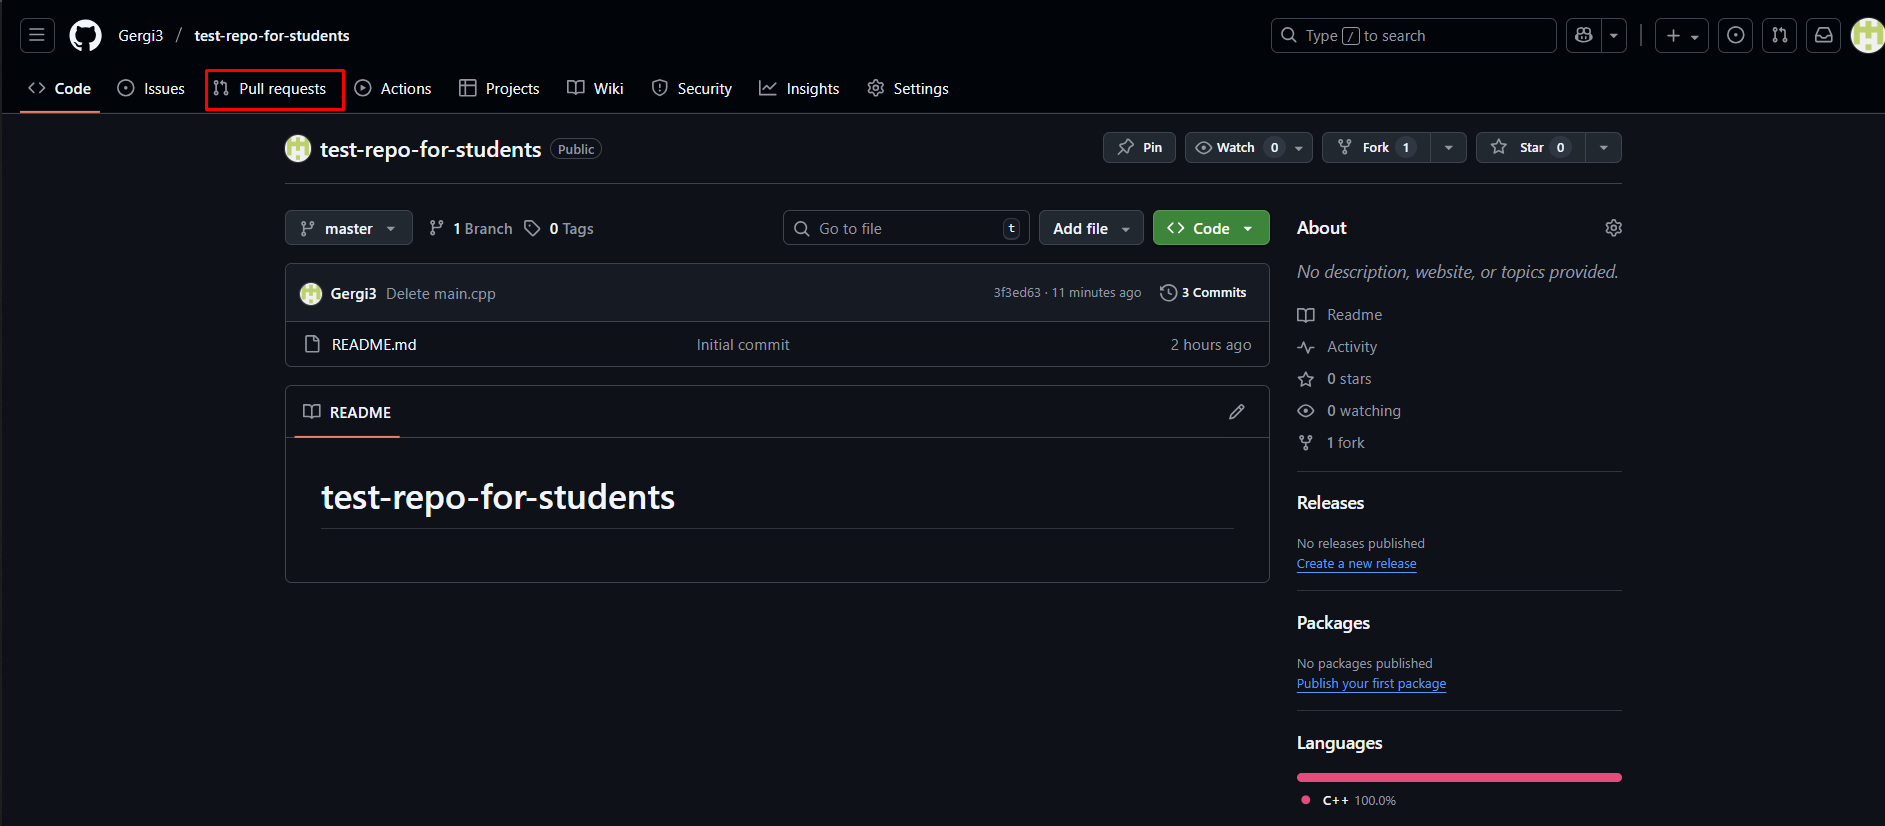 Gergi3 / test-repo-for-students
Type / to search
Code Issues Pull requests Actions Projects Wiki Security Insights Settings
test-repo-for-students Public
Pin Watch 0 Fork 1 Star 0
master 1 Branch 0 Tags
Go to file t Add file Code
Gergi3 Delete main.cpp 3f3ed63 · 11 minutes ago 3 Commits
README.md Initial commit 2 hours ago
README
test-repo-for-students
About
No description, website, or topics provided.
Readme
Activity
0 stars
0 watching
1 fork
Releases
No releases published
Create a new release
Packages
No packages published
Publish your first package
Languages
C++ 100.0%